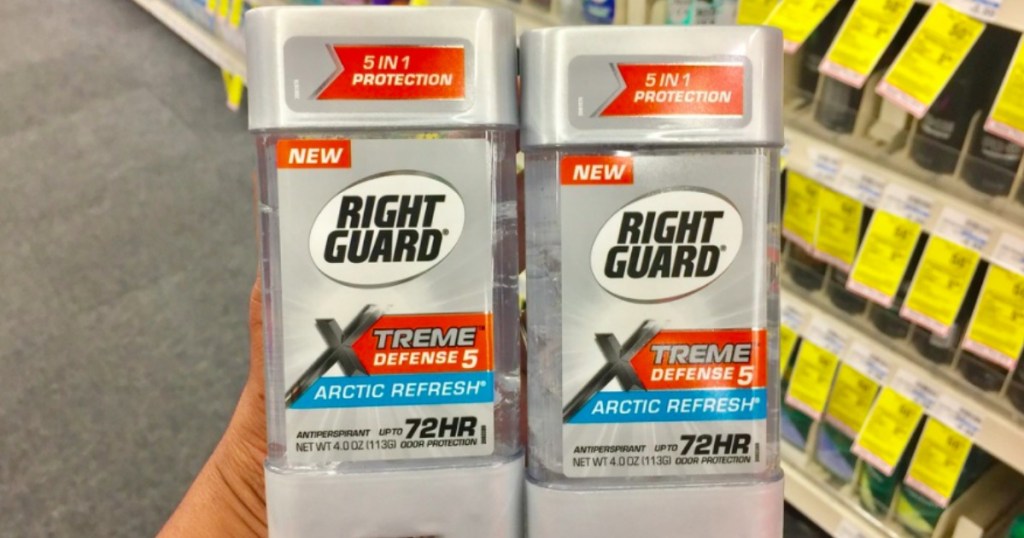 5 IN 1
PROTECTION
NEW
RIGHT
GUARD®
XTREME™
DEFENSE 5
ARCTIC REFRESH®
ANTIPERSPIRANT UP TO 72HR
NET WT 4.0 OZ (113G) ODOR PROTECTION
5 IN 1
PROTECTION
NEW
RIGHT
GUARD®
XTREME™
DEFENSE 5
ARCTIC REFRESH®
ANTIPERSPIRANT UP TO 72HR
NET WT 4.0 OZ (113G) ODOR PROTECTION